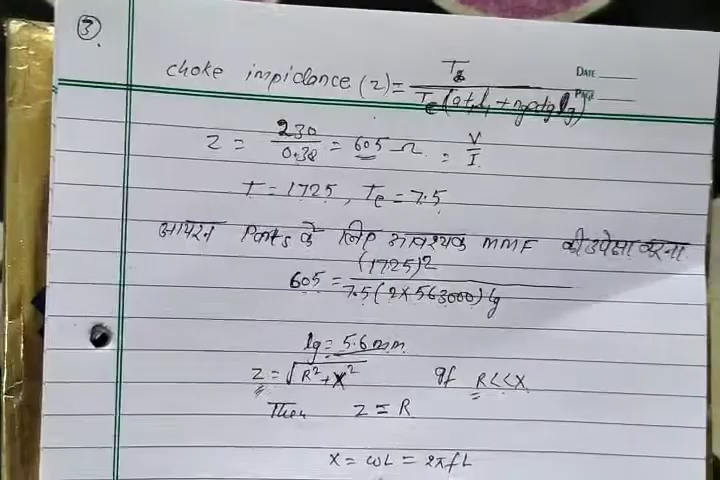 ③
DATE
PAGE
choke impidance (z) = T / Te(
Z = 230/0.38 = 605 Ω = V/I
T = 1725, Te = 7.5
आयरन Parts के लिए आवश्यक MMF की उपेक्षा करना
605 = (1725)2 / 7.5(2×563000)lg
lg = 5.6 mm
Z = √R²+X² If R<<X
Then Z = R
X = ωL = 2πfL